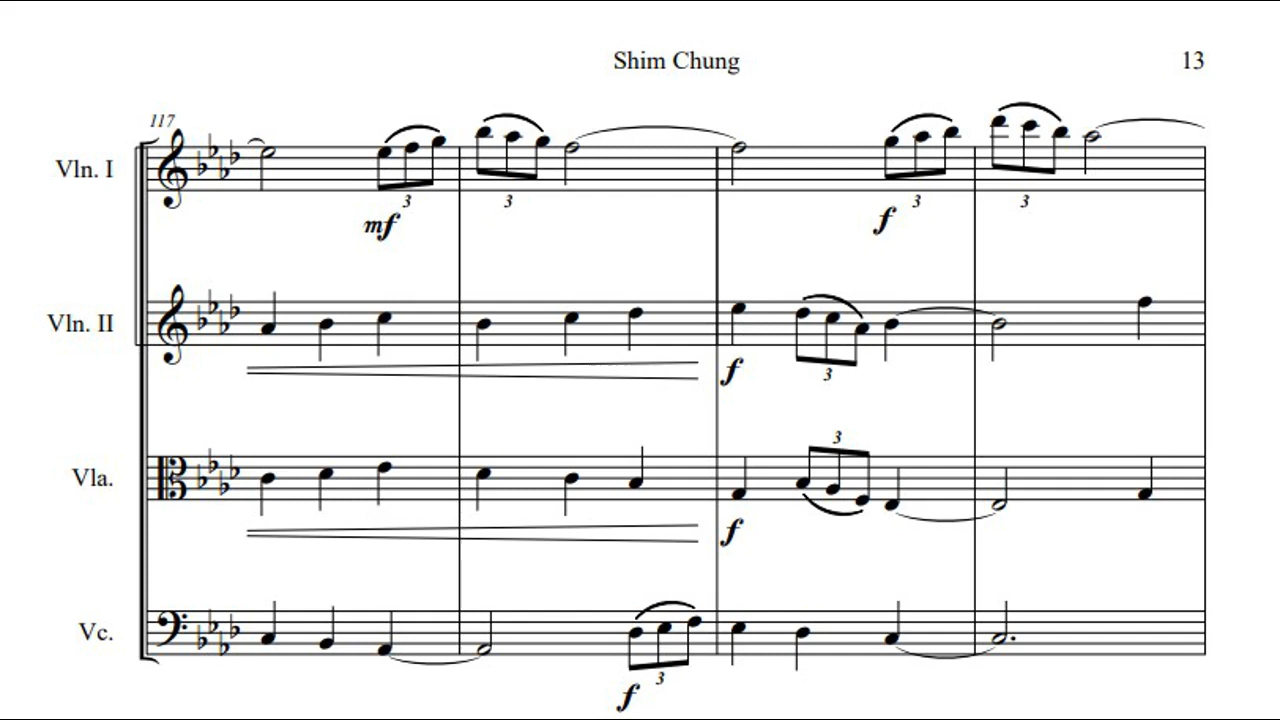 Shim Chung 13
117
Vln. I
3 3 3 3
mf f
Vln. II
f 3
Vla.
3
f
Vc.
3
f